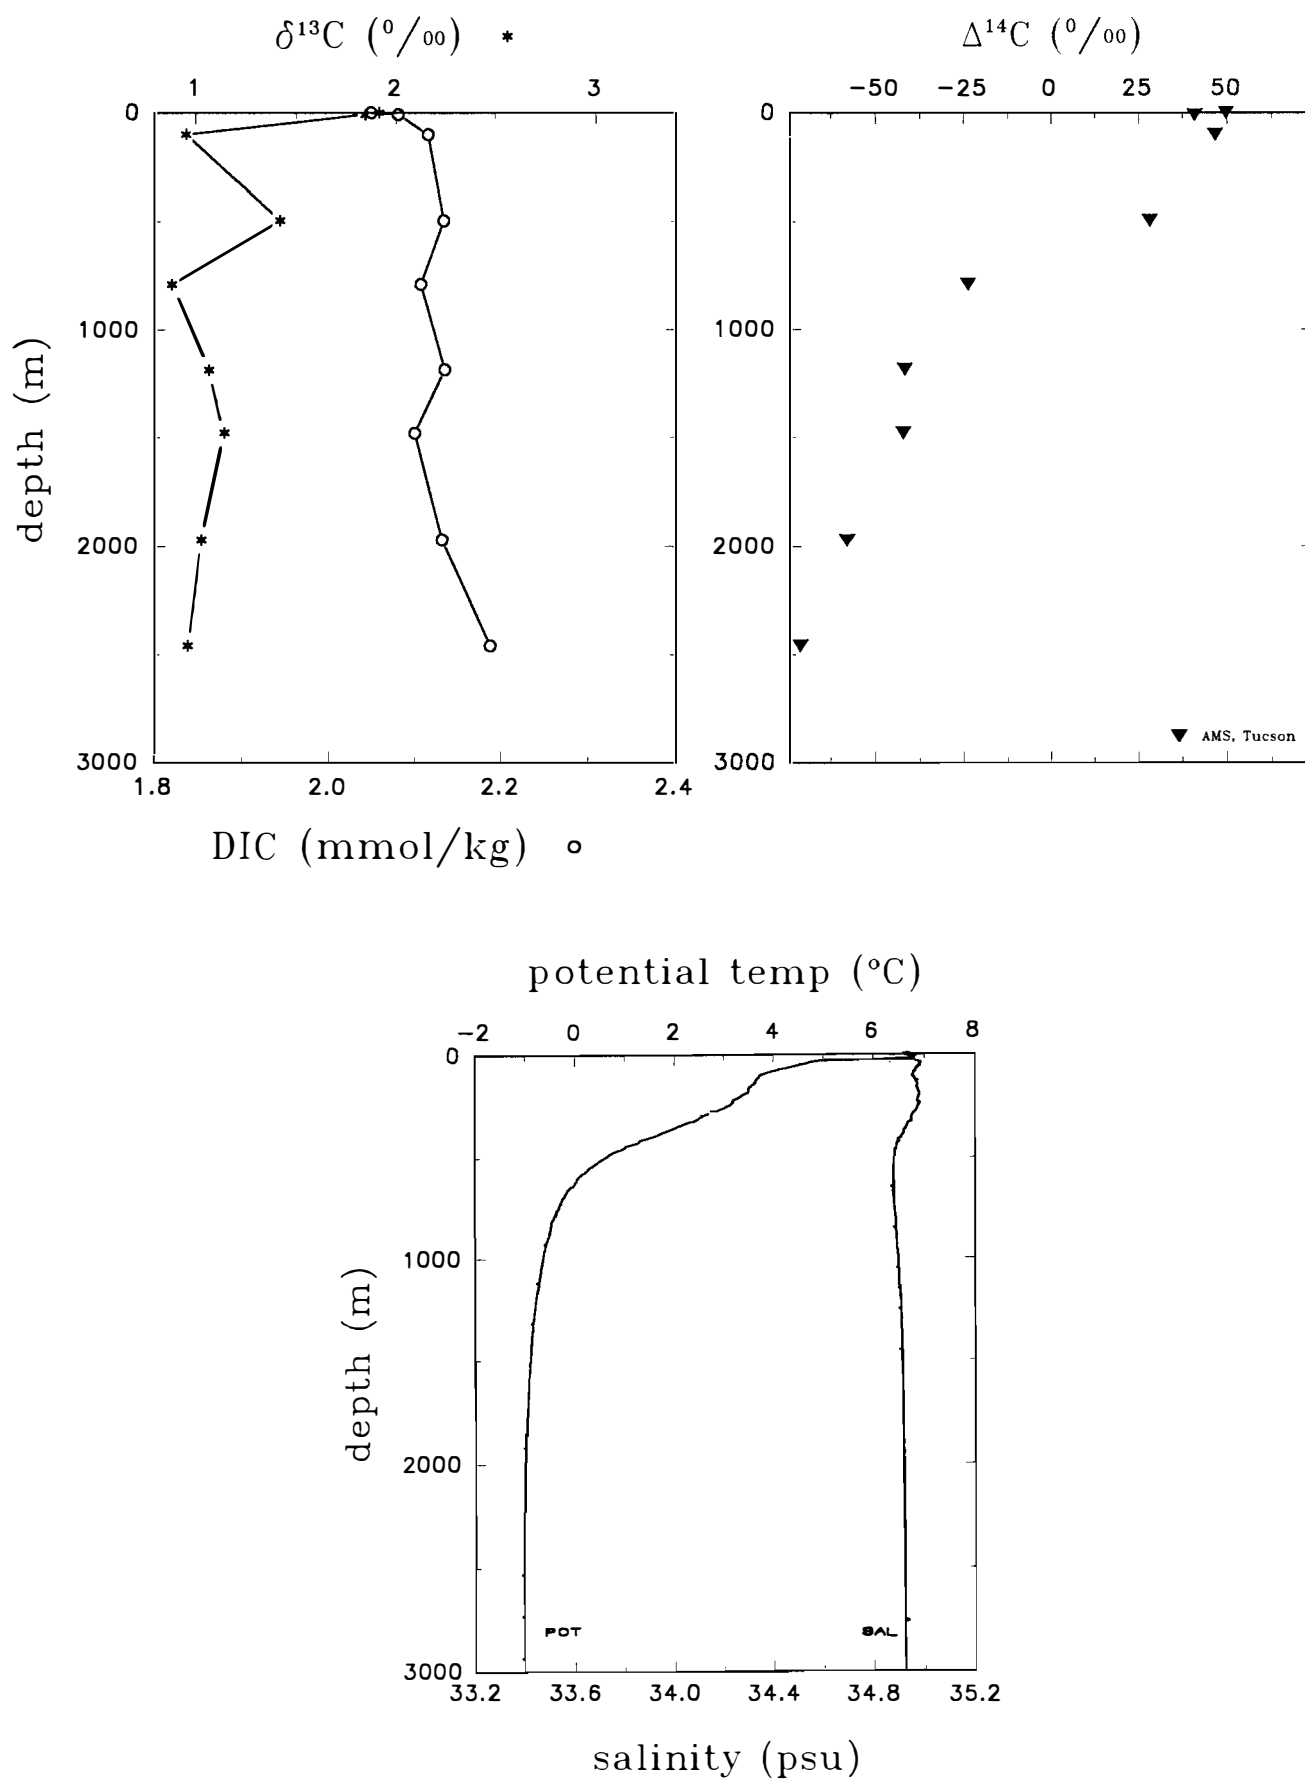 δ¹³C (⁰/₀₀) *
1 2 3
0
1000
2000
3000
depth (m)
1.8 2.0 2.2 2.4
DIC (mmol/kg) o
Δ¹⁴C (⁰/₀₀)
−50 −25 0 25 50
0
1000
2000
3000
▼ AMS, Tucson
potential temp (°C)
−2 0 2 4 6 8
0
1000
2000
3000
depth (m)
POT SAL
33.2 33.6 34.0 34.4 34.8 35.2
salinity (psu)